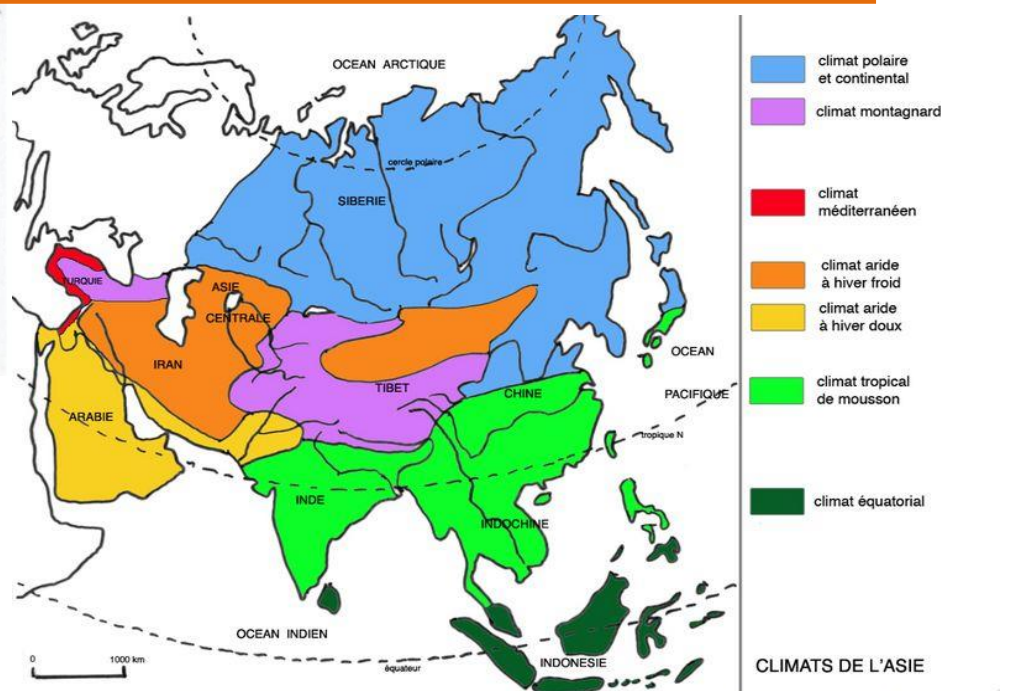 OCEAN ARCTIQUE
cercle polaire
SIBERIE
TURQUIE
ASIE
CENTRALE
IRAN
TIBET
CHINE
OCEAN
PACIFIQUE
ARABIE
tropique N
INDE
INDOCHINE
OCEAN INDIEN
équateur
INDONESIE
0
1000 km
climat polaire
et continental
climat montagnard
climat
méditerranéen
climat aride
à hiver froid
climat aride
à hiver doux
climat tropical
de mousson
climat équatorial
CLIMATS DE L'ASIE